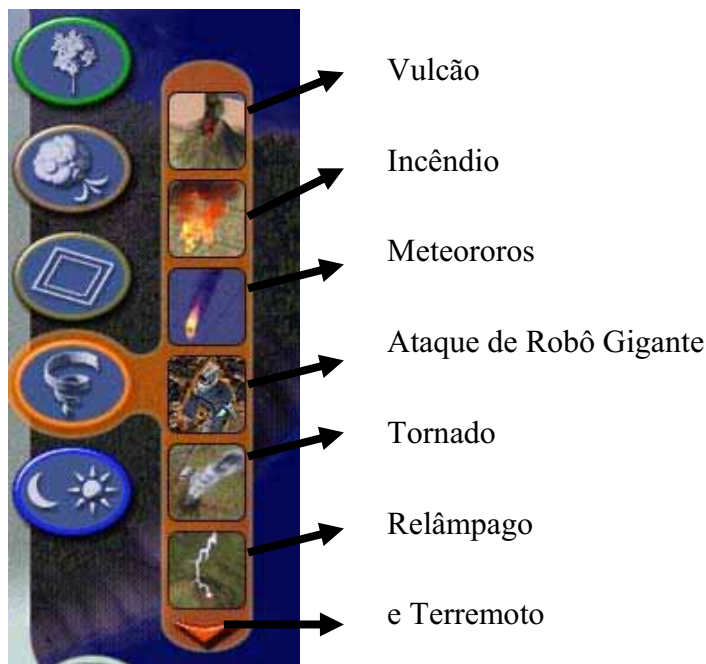 Vulcão
Incêndio
Meteororos
Ataque de Robô Gigante
Tornado
Relâmpago
e Terremoto